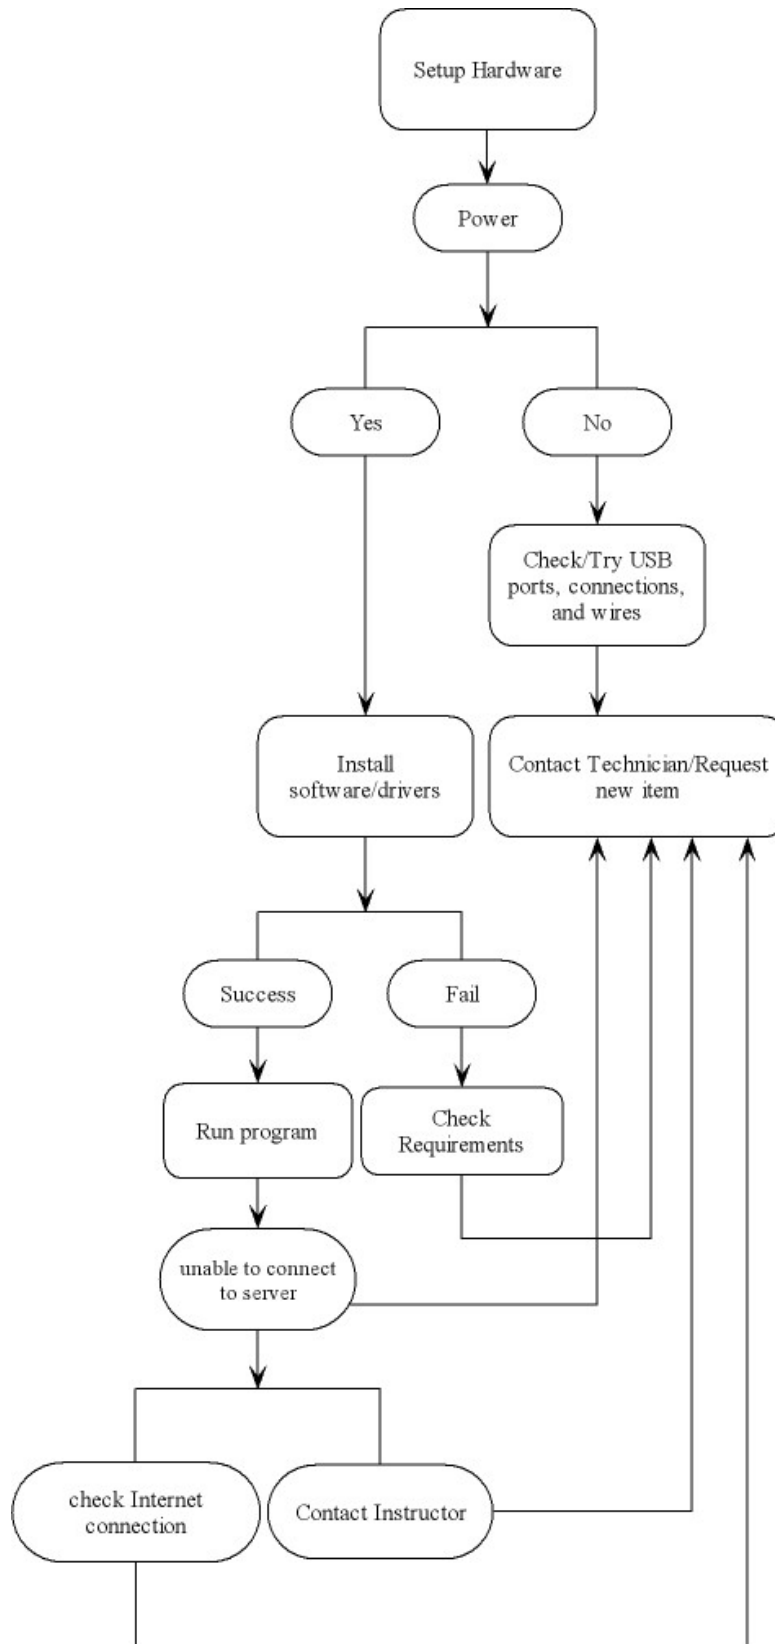 Setup Hardware
Power
Yes
No
Check/Try USB
ports, connections,
and wires
Install
software/drivers
Contact Technician/Request
new item
Success
Fail
Run program
Check
Requirements
unable to connect
to server
check Internet
connection
Contact Instructor